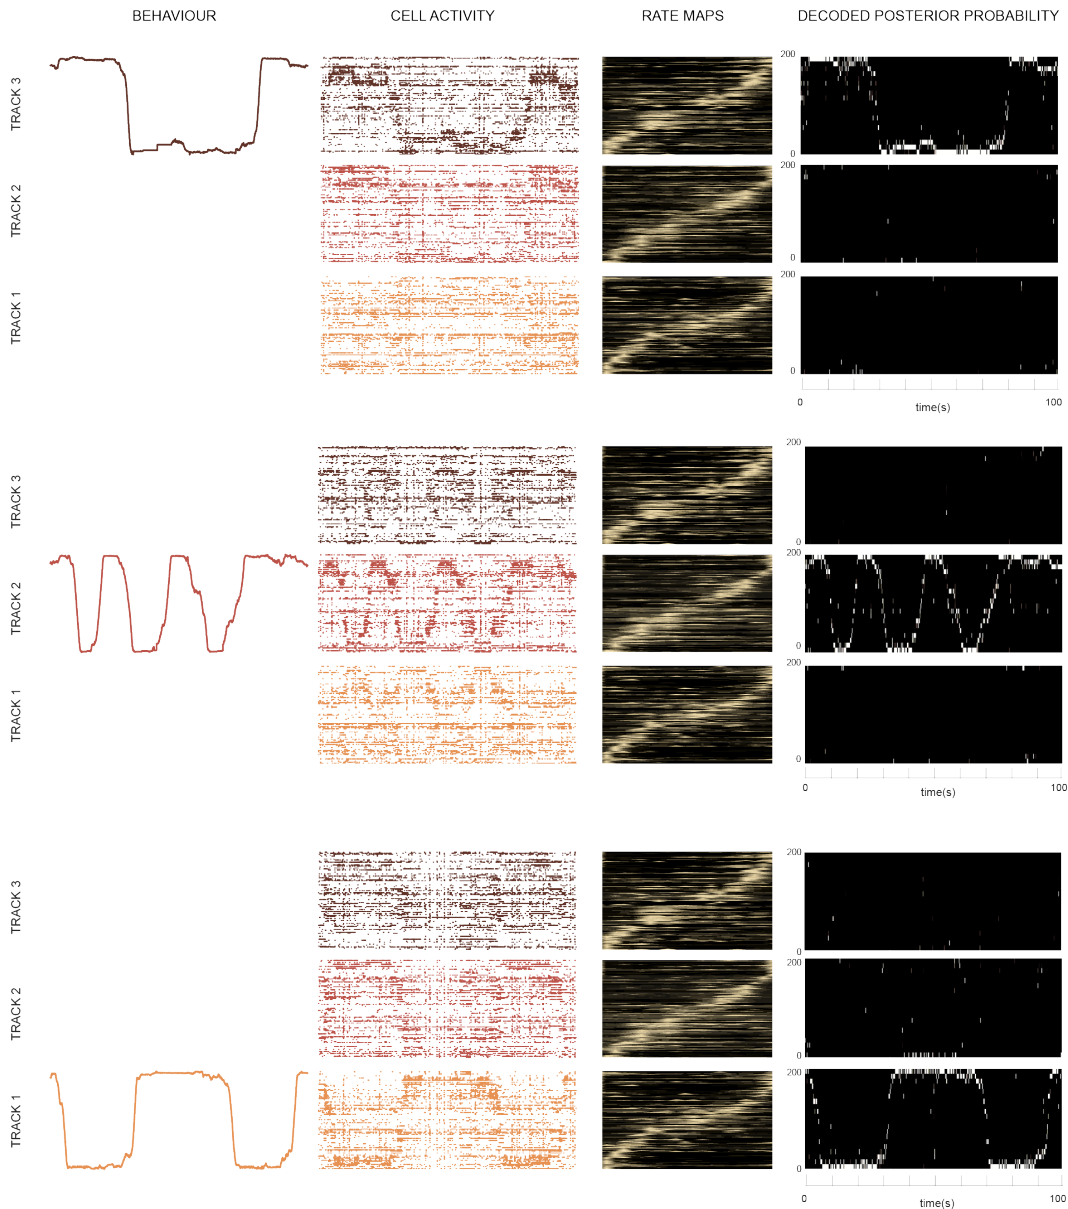 BEHAVIOUR CELL ACTIVITY RATE MAPS DECODED POSTERIOR PROBABILITY
TRACK 3
200
0
TRACK 2
200
0
TRACK 1
200
0
0 100
time(s)
TRACK 3
200
0
TRACK 2
200
0
TRACK 1
200
0
0 100
time(s)
TRACK 3
200
0
TRACK 2
200
0
TRACK 1
200
0
0 100
time(s)